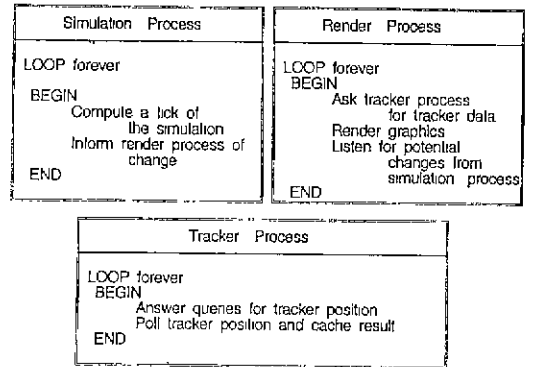 Simulation Process
LOOP forever
BEGIN
Compute a tick of
the simulation
Inform render process of
change
END
Render Process
LOOP forever
BEGIN
Ask tracker process
for tracker data
Render graphics
Listen for potential
changes from
simulation process
END
Tracker Process
LOOP forever
BEGIN
Answer queries for tracker position
Poll tracker position and cache result
END